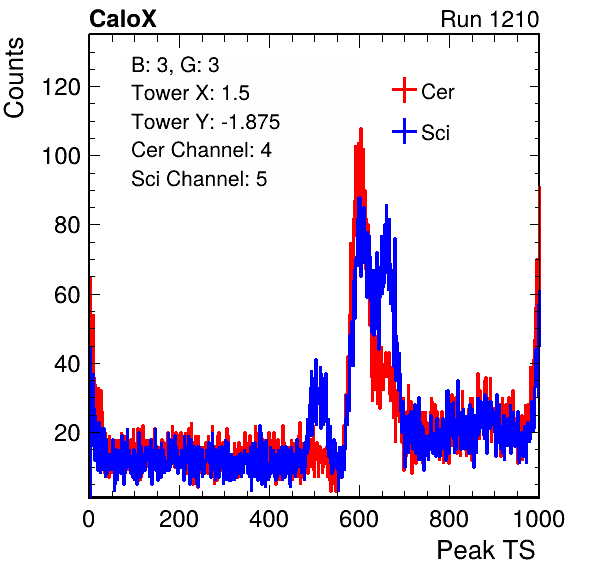 CaloX Run 1210
Counts
B: 3, G: 3
Tower X: 1.5
Tower Y: -1.875
Cer Channel: 4
Sci Channel: 5
Cer
Sci
120
100
80
60
40
20
0 200 400 600 800 1000
Peak TS